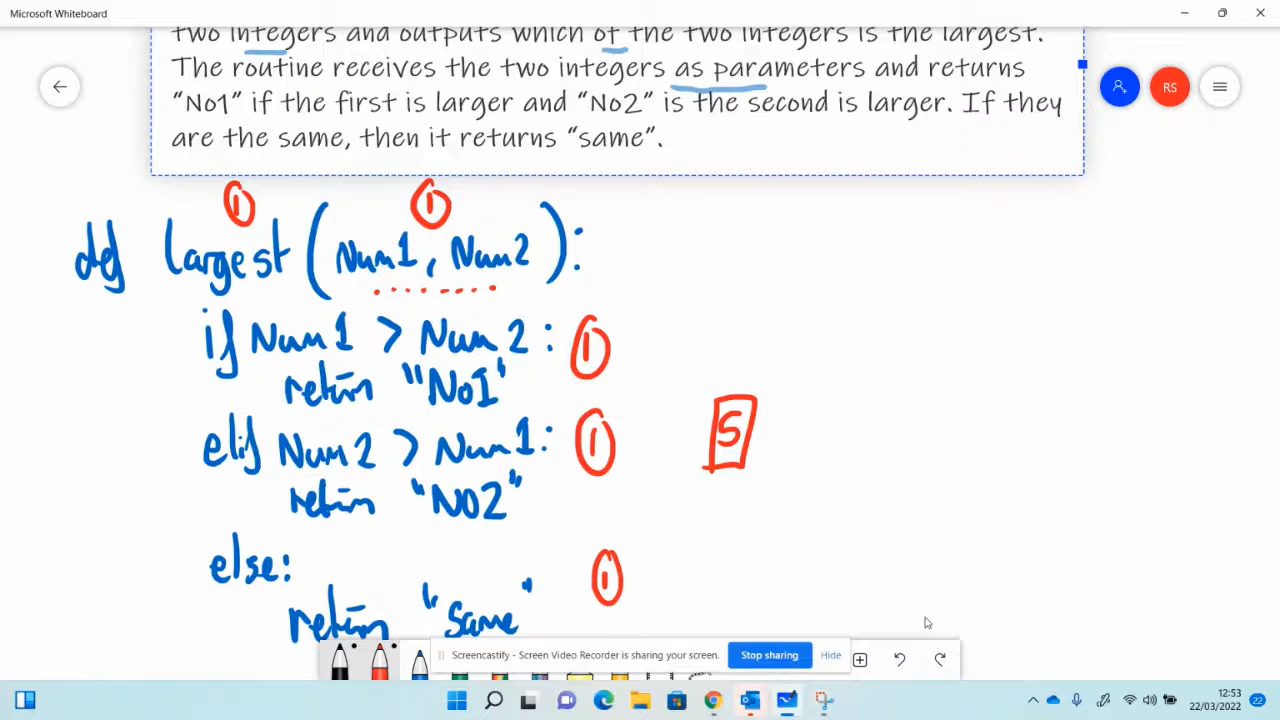 Microsoft Whiteboard
two integers and outputs which of the two integers is the largest.
The routine receives the two integers as parameters and returns
“No1” if the first is larger and “No2” is the second is larger. If they
are the same, then it returns “same”.
RS
1 1
def largest(Num1, Num2):
if Num1 > Num2: 1
return "No1"
elif Num2 > Num1: 1
return "NO2"
5
else:
1
return "Same"
Screencastify - Screen Video Recorder is sharing your screen. Stop sharing Hide
12:53
22/03/2022
22